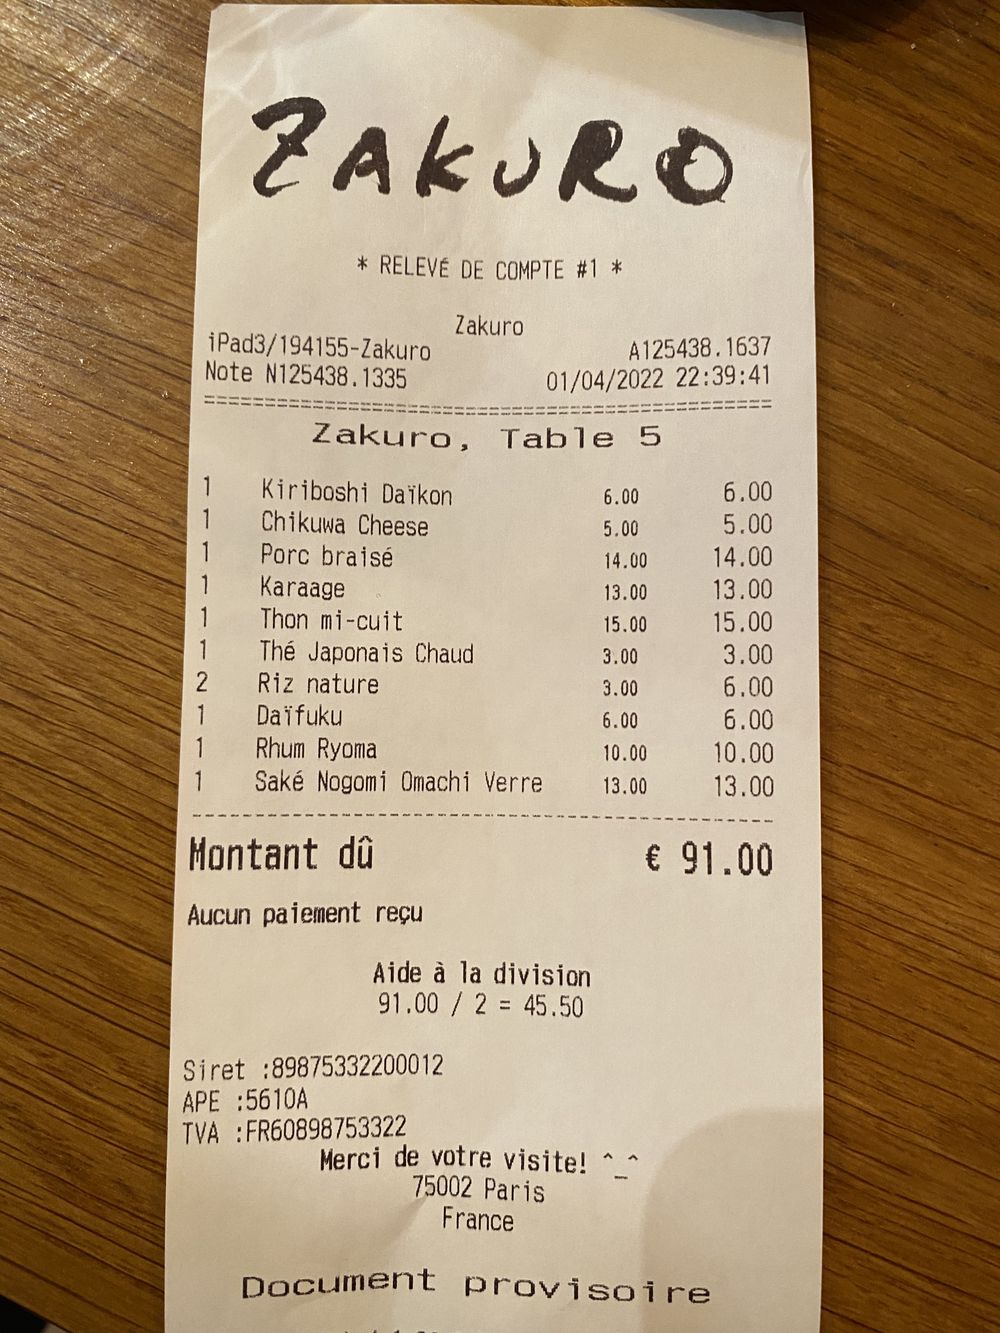 ZAKURO
* RELEVÉ DE COMPTE #1 *
Zakuro
iPad3/194155-Zakuro A125438.1637
Note N125438.1335 01/04/2022 22:39:41
Zakuro, Table 5
1 Kiriboshi Daïkon 6.00 6.00
1 Chikuwa Cheese 5.00 5.00
1 Porc braisé 14.00 14.00
1 Karaage 13.00 13.00
1 Thon mi-cuit 15.00 15.00
1 Thé Japonais Chaud 3.00 3.00
2 Riz nature 3.00 6.00
1 Daïfuku 6.00 6.00
1 Rhum Ryoma 10.00 10.00
1 Saké Nogomi Omachi Verre 13.00 13.00
Montant dû € 91.00
Aucun paiement reçu
Aide à la division
91.00 / 2 = 45.50
Siret :89875332200012
APE :5610A
TVA :FR60898753322
Merci de votre visite! ^_^
75002 Paris
France
Document provisoire